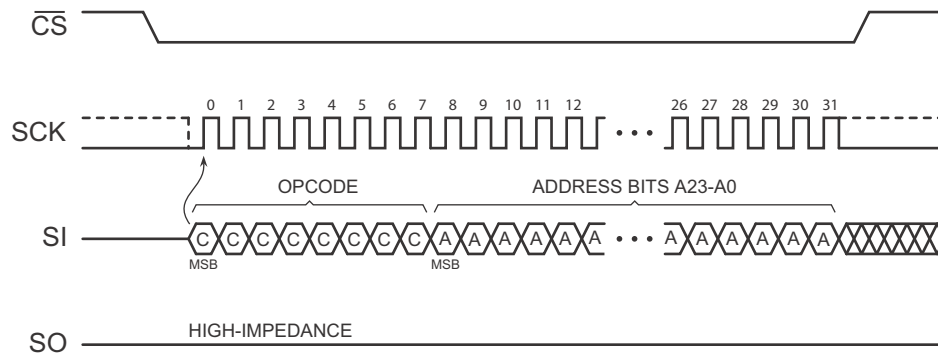 CS
0 1 2 3 4 5 6 7 8 9 10 11 12 26 27 28 29 30 31
SCK
OPCODE ADDRESS BITS A23-A0
SI C C C C C C C C A A A A A A A A A A A A
MSB MSB
HIGH-IMPEDANCE
SO